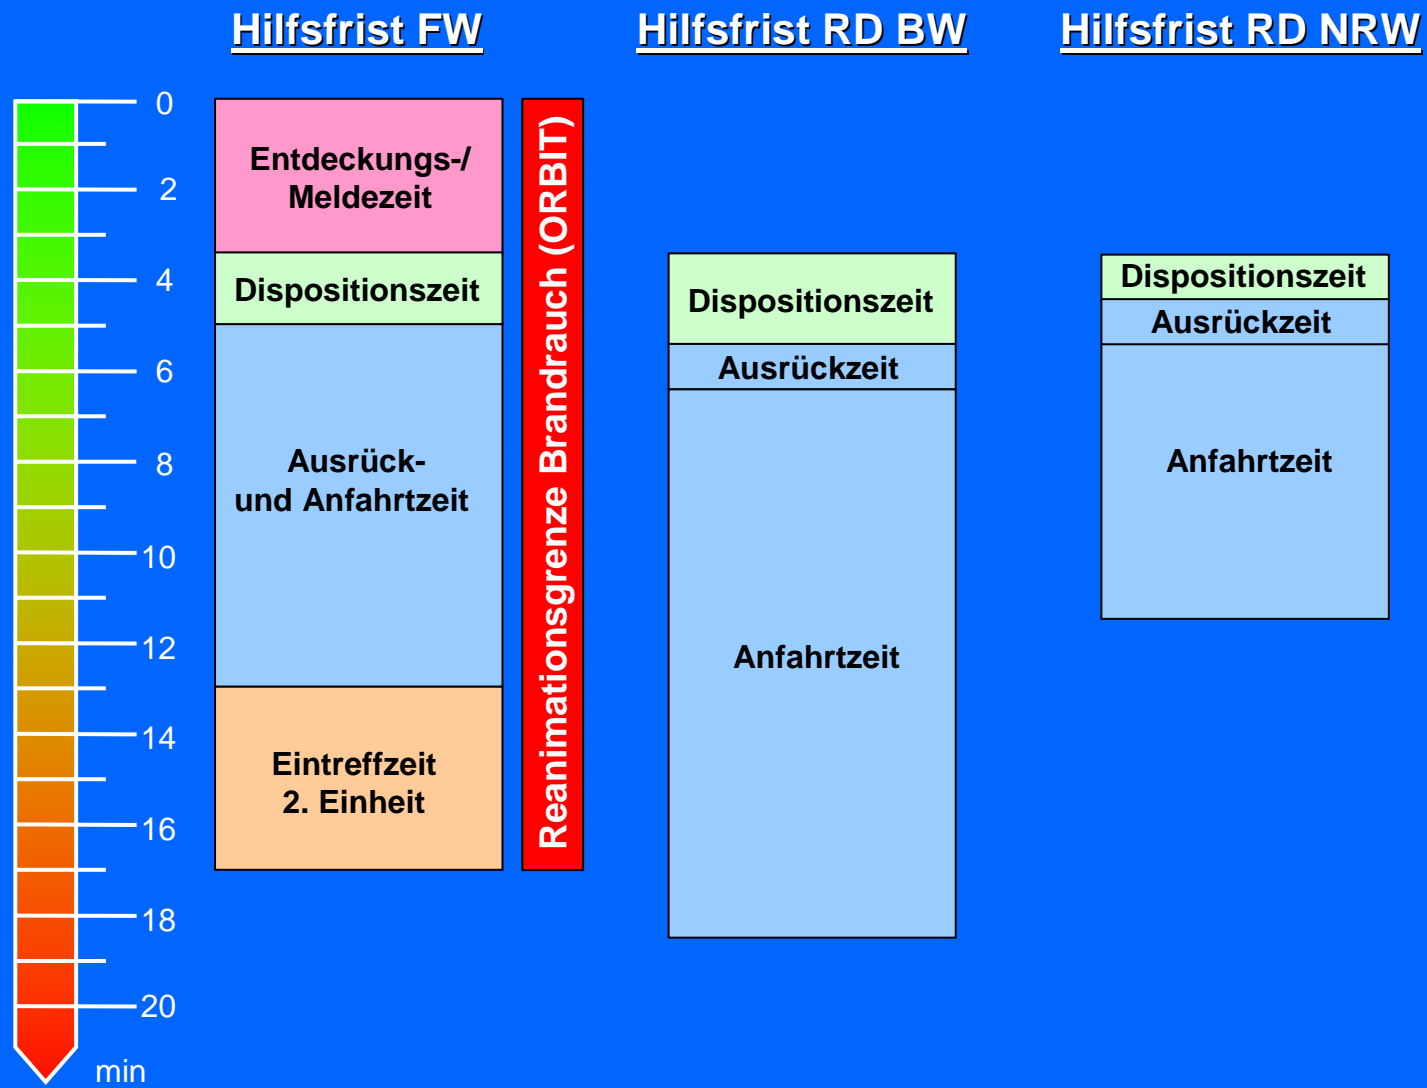 Hilfsfrist FW
Hilfsfrist RD BW
Hilfsfrist RD NRW
0
2
4
6
8
10
12
14
16
18
20
min
Entdeckungs-/
Meldezeit
Dispositionszeit
Ausrück-
und Anfahrtzeit
Eintreffzeit
2. Einheit
Reanimationsgrenze Brandrauch (ORBIT)
Dispositionszeit
Ausrückzeit
Anfahrtzeit
Dispositionszeit
Ausrückzeit
Anfahrtzeit